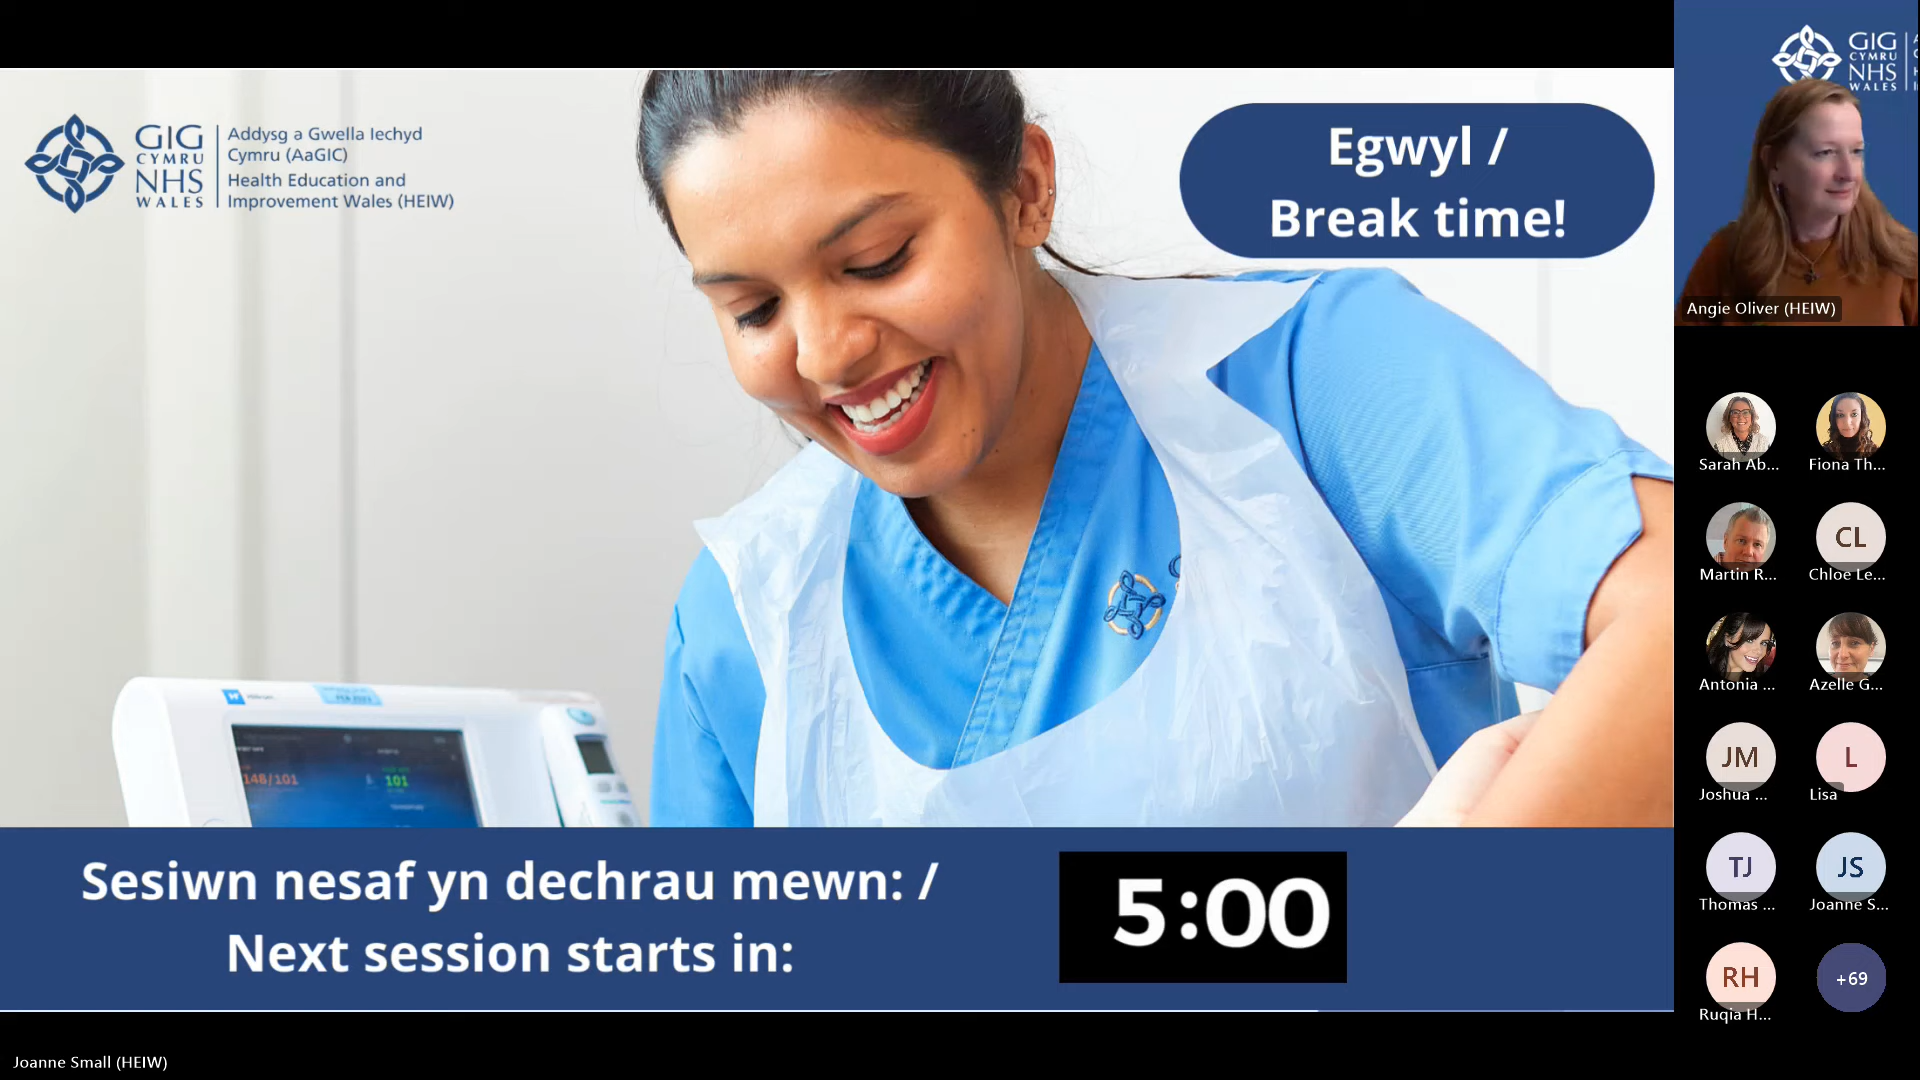 GIG
CYMRU
NHS
WALES
Addysg a Gwella Iechyd
Cymru (AaGIC)
Health Education and
Improvement Wales (HEIW)
Egwyl /
Break time!
148/101
101
Sesiwn nesaf yn dechrau mewn: /
Next session starts in:
5:00
Joanne Small (HEIW)
GIG
CYMRU
NHS
WALES
Angie Oliver (HEIW)
Sarah Ab...
Fiona Th...
CL
Martin R...
Chloe Le...
Antonia ...
Azelle G...
JM
L
Joshua ...
Lisa
TJ
JS
Thomas ...
Joanne S...
RH
+69
Ruqia H...